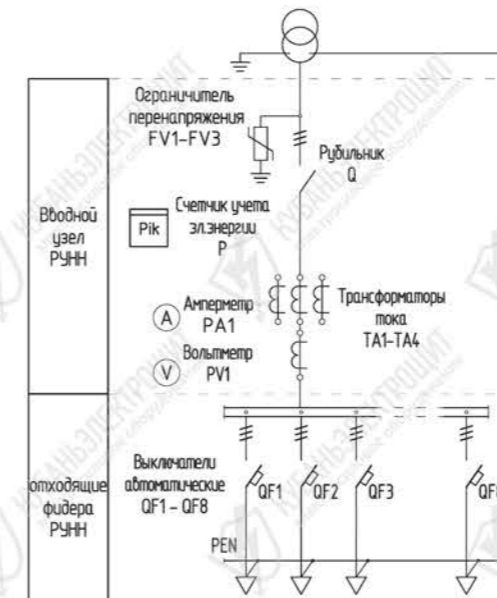 Ограничитель
перенапряжения
FV1-FV3
Рубильник
Q
Вводной
узел
РУНН
Pik
Счетчик учета
эл.энергии
P
Трансформаторы
тока
TA1-TA4
A
Амперметр
PA1
Вольтметр
PV1
V
отходящие
фидера
РУНН
Выключатели
автоматические
QF1 - QF8
QF1
QF2
QF3
PEN
КУБАНЬЭЛЕКТРОЩИТ